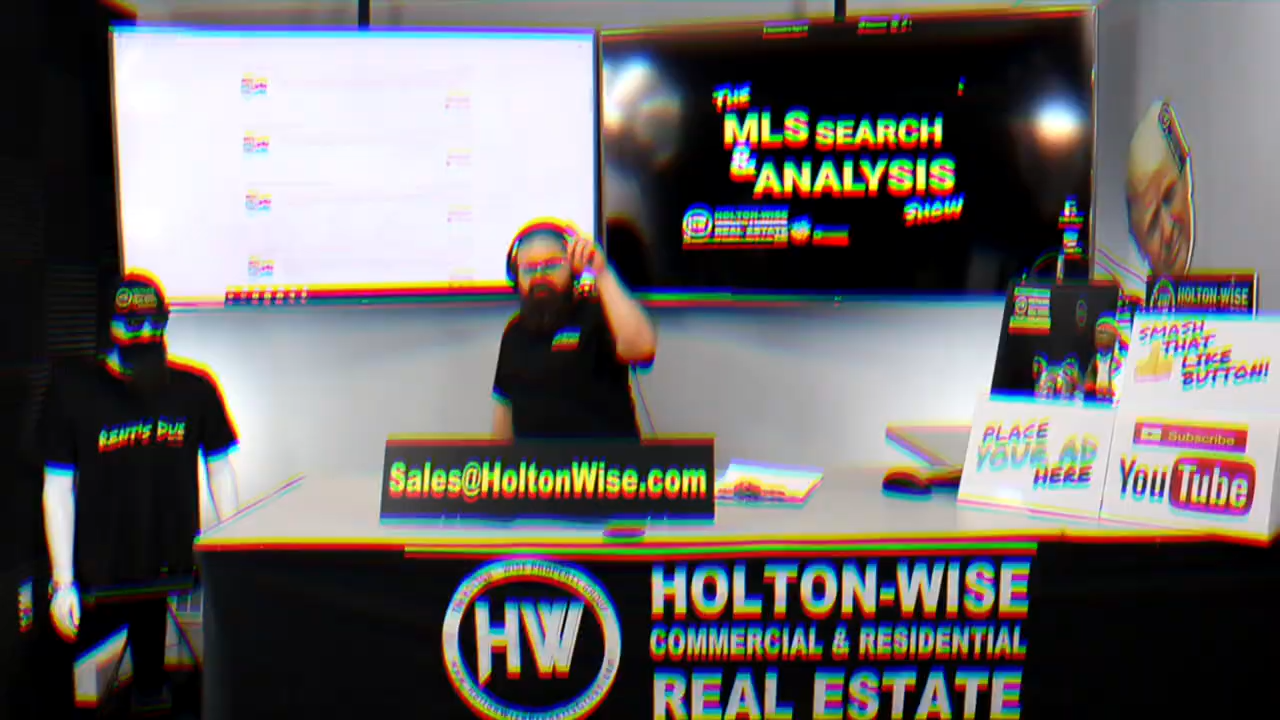 THE
MLS SEARCH
&
ANALYSIS
SHOW
HOLTON-WISE
REAL ESTATE
RENT'S DUE
Sales@HoltonWise.com
HOLTON-WISE
SMASH
THAT
LIKE
BUTTON!
PLACE
YOUR AD
HERE
Subscribe
YouTube
HW
HOLTON-WISE
COMMERCIAL & RESIDENTIAL
REAL ESTATE